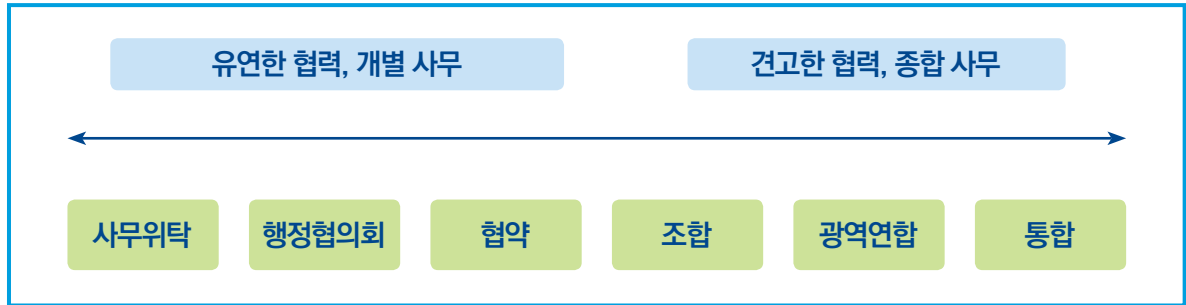 유연한 협력, 개별 사무
견고한 협력, 종합 사무
사무위탁
행정협의회
협약
조합
광역연합
통합